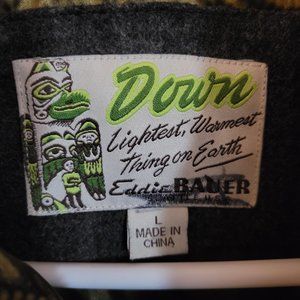 Down
Lightest, Warmest
Thing on Earth
Eddie BAUER
L
MADE IN
CHINA